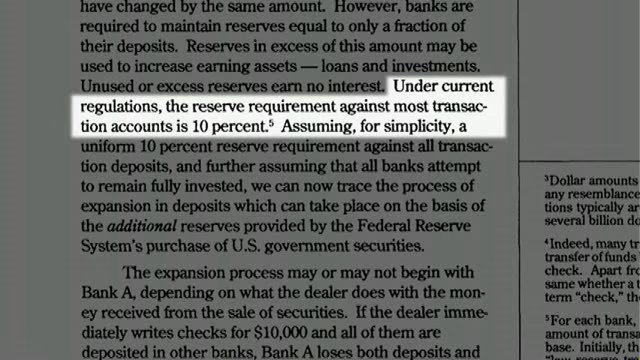 have changed by the same amount. However, banks are
required to maintain reserves equal to only a fraction of
their deposits. Reserves in excess of this amount may be
used to increase earning assets — loans and investments.
Unused or excess reserves earn no interest. Under current
regulations, the reserve requirement against most transac-
tion accounts is 10 percent.⁵ Assuming, for simplicity, a
uniform 10 percent reserve requirement against all transac-
tion deposits, and further assuming that all banks attempt
to remain fully invested, we can now trace the process of
expansion in deposits which can take place on the basis of
the additional reserves provided by the Federal Reserve
System's purchase of U.S. government securities.
The expansion process may or may not begin with
Bank A, depending on what the dealer does with the mon-
ey received from the sale of securities. If the dealer imme-
diately writes checks for $10,000 and all of them are
deposited in other banks, Bank A loses both deposits and
³Dollar amounts
any resemblance
tions typically ar
several billion do
⁴Indeed, many tr
transfer of funds
check. Apart fro
same whether a t
term "check," the
⁵For each bank,
amount of transa
base. Initially, th